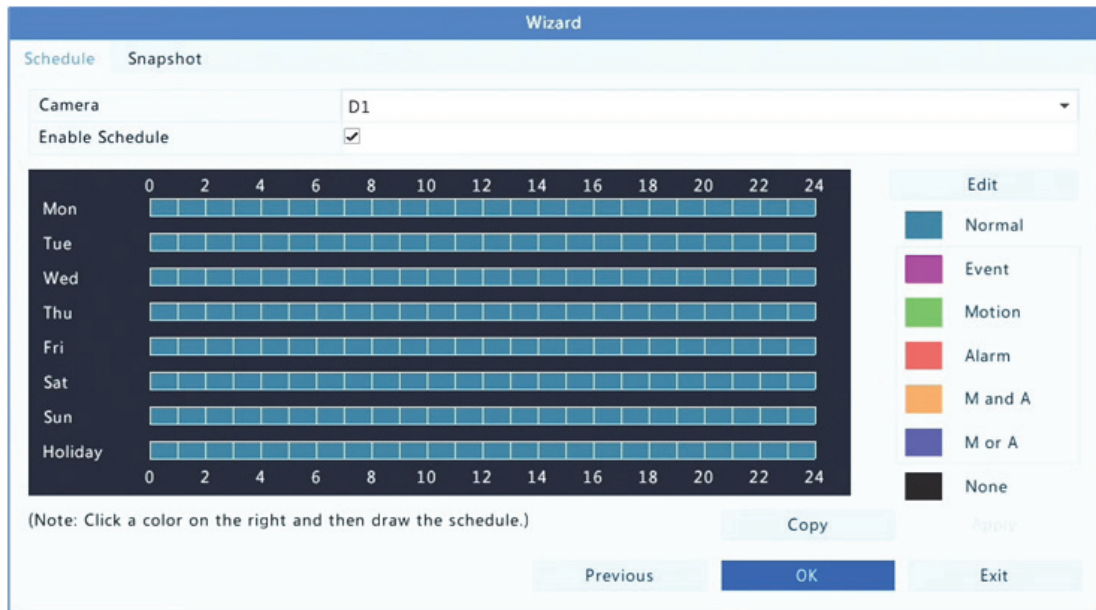 Wizard
Schedule Snapshot
Camera D1
Enable Schedule
0 2 4 6 8 10 12 14 16 18 20 22 24 Edit
Mon
Normal
Tue
Wed Event
Thu Motion
Fri Alarm
Sat
M and A
Sun
M or A
Holiday
0 2 4 6 8 10 12 14 16 18 20 22 24
None
(Note: Click a color on the right and then draw the schedule.) Copy Apply
Previous OK Exit